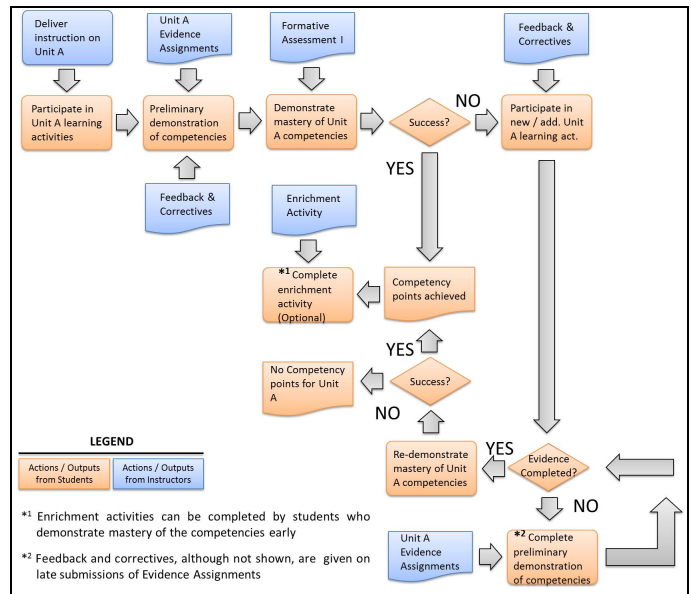 Deliver
instruction on
Unit A
Unit A
Evidence
Assignments
Formative
Assessment I
Feedback &
Correctives
Participate in
Unit A learning
activities
Preliminary
demonstration
of competencies
Demonstrate
mastery of Unit
A competencies
Success?
NO
Participate in
new / add. Unit
A learning act.
YES
Feedback &
Correctives
Enrichment
Activity
*1 Complete
enrichment
activity
(Optional)
Competency
points achieved
YES
No Competency
points for Unit
A
Success?
NO
LEGEND
Actions / Outputs
from Students
Actions / Outputs
from Instructors
Re-demonstrate
mastery of Unit
A competencies
YES
Evidence
Completed?
NO
*1 Enrichment activities can be completed by students who
demonstrate mastery of the competencies early
*2 Feedback and correctives, although not shown, are given on
late submissions of Evidence Assignments
Unit A
Evidence
Assignments
*2 Complete
preliminary
demonstration
of competencies